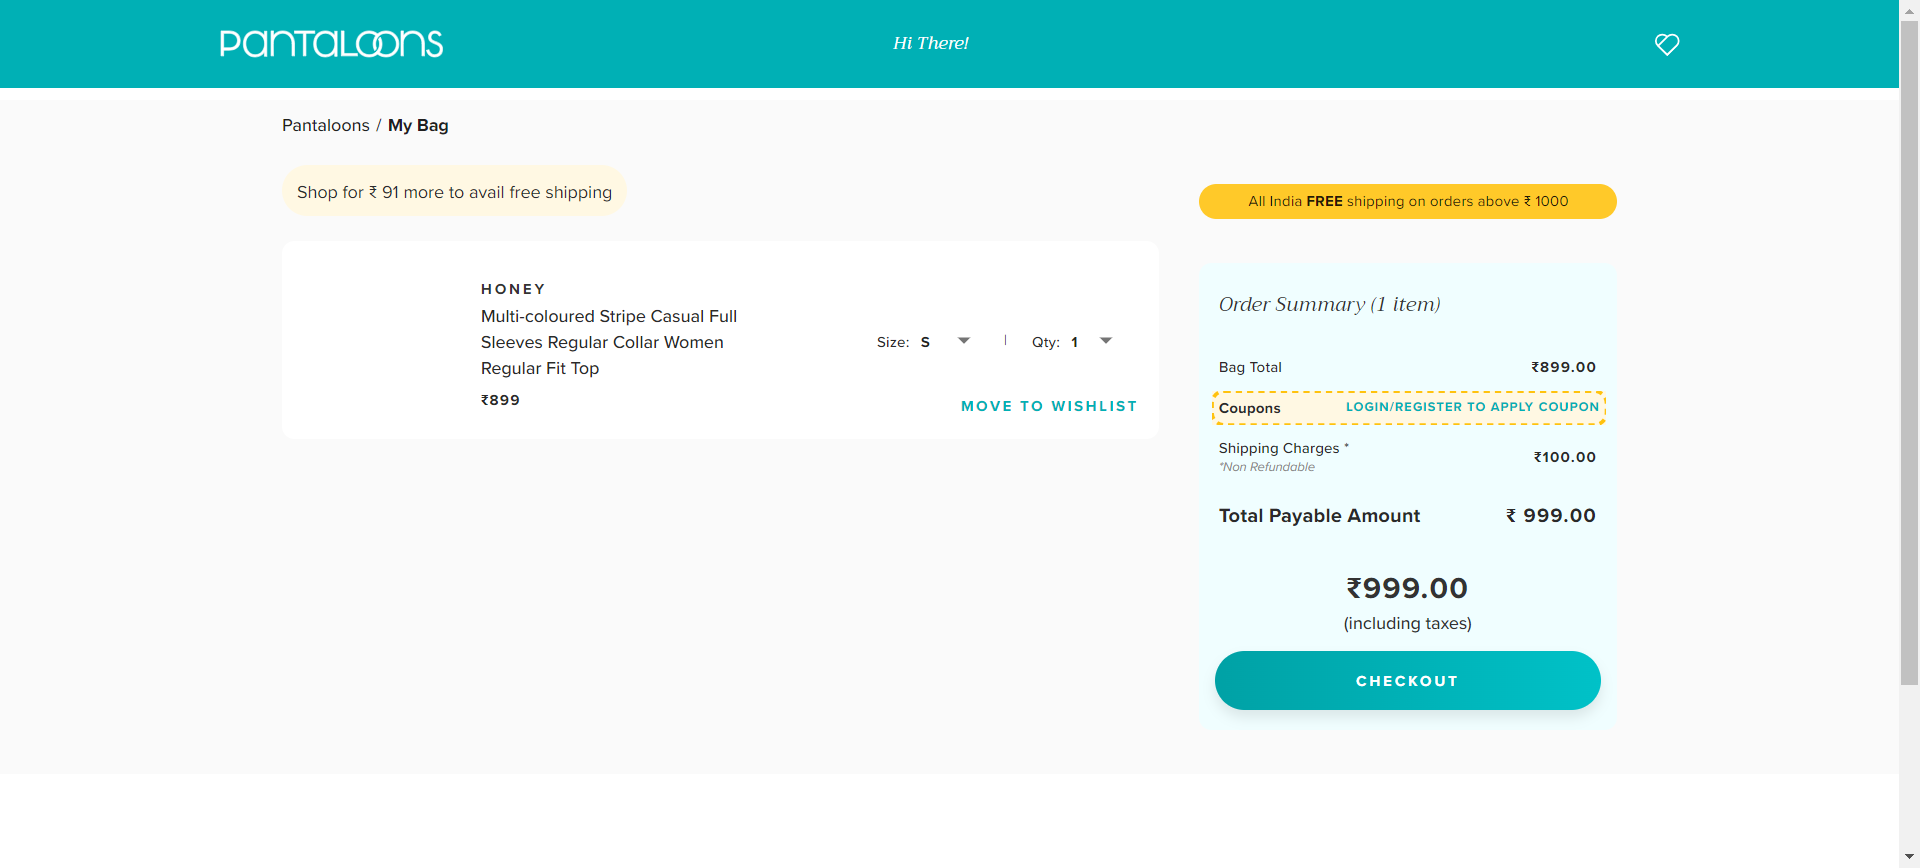 PANTALOONS
Hi There!
Pantaloons / My Bag
Shop for ₹ 91 more to avail free shipping
All India FREE shipping on orders above ₹ 1000
HONEY
Multi-coloured Stripe Casual Full
Sleeves Regular Collar Women
Regular Fit Top
₹899
Size: S | Qty: 1
MOVE TO WISHLIST
Order Summary (1 item)
Bag Total ₹899.00
Coupons LOGIN/REGISTER TO APPLY COUPON
Shipping Charges * ₹100.00
*Non Refundable
Total Payable Amount ₹ 999.00
₹999.00
(including taxes)
CHECKOUT